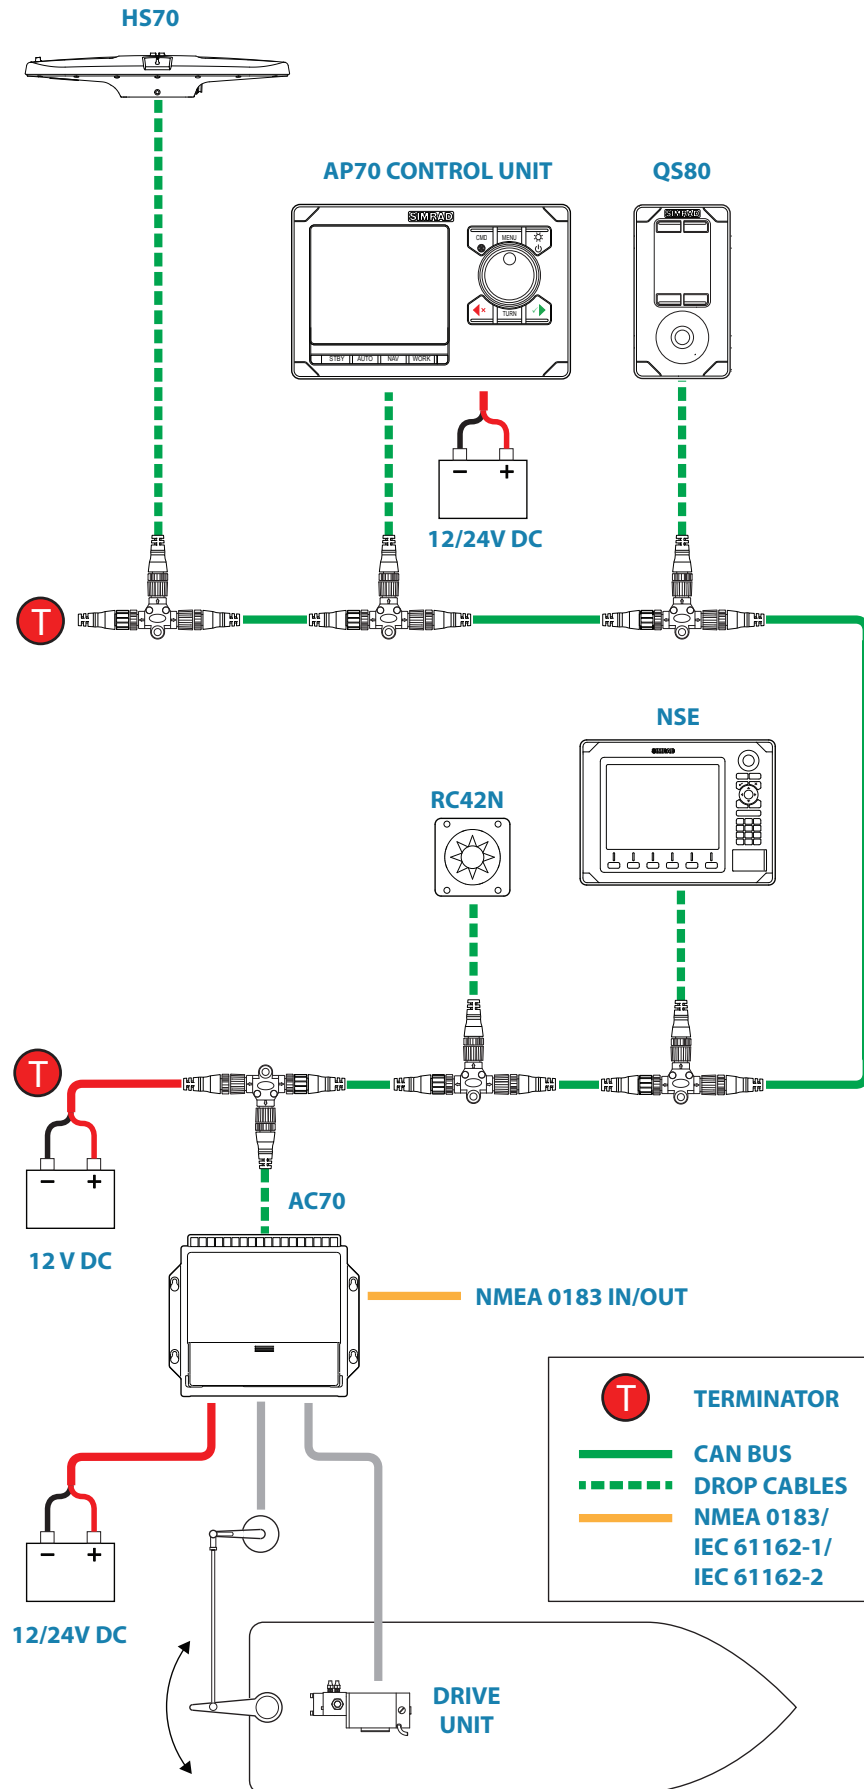 HS70
AP70 CONTROL UNIT
QS80
SIMRAD
SIMRAD
CMD
MENU
TURN
STBY
AUTO
NAV
WORK
12/24V DC
T
NSE
SIMRAD
RC42N
T
AC70
12 V DC
NMEA 0183 IN/OUT
T
TERMINATOR
CAN BUS
DROP CABLES
NMEA 0183/
IEC 61162-1/
IEC 61162-2
12/24V DC
DRIVE
UNIT